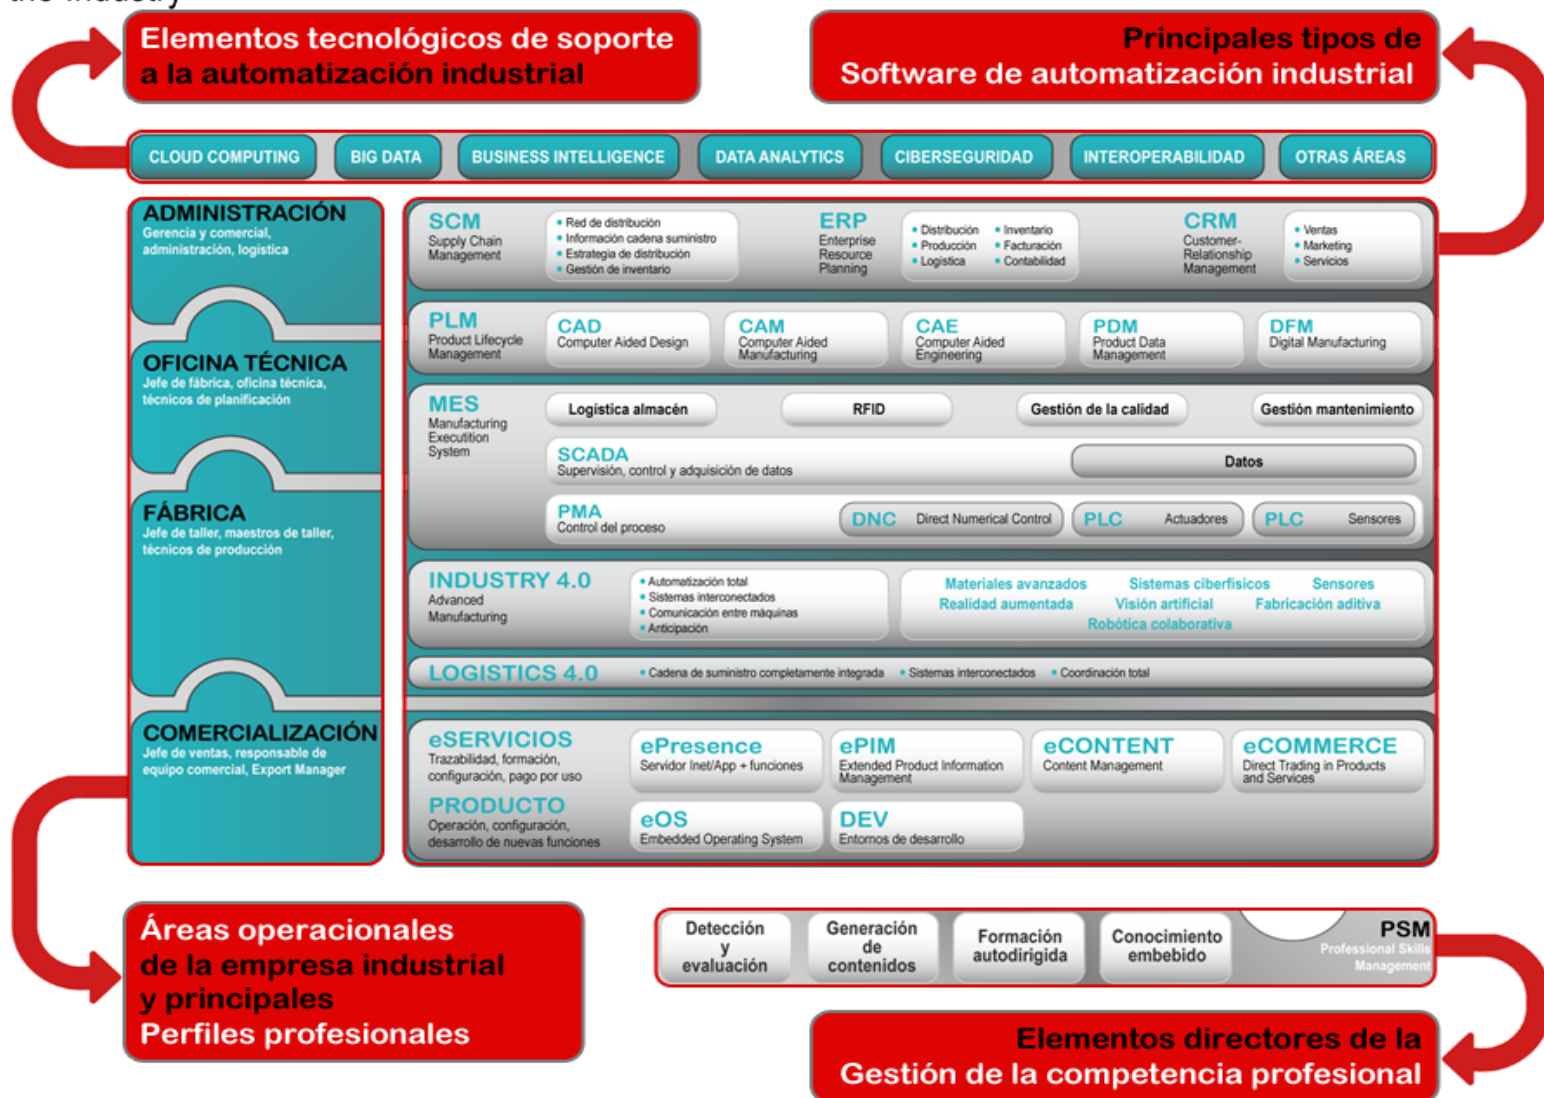 the Industry
Elementos tecnológicos de soporte
a la automatización industrial
Principales tipos de
Software de automatización industrial
CLOUD COMPUTING
BIG DATA
BUSINESS INTELLIGENCE
DATA ANALYTICS
CIBERSEGURIDAD
INTEROPERABILIDAD
OTRAS ÁREAS
ADMINISTRACIÓN
Gerencia y comercial,
administración, logística
OFICINA TÉCNICA
Jefe de fábrica, oficina técnica,
técnicos de planificación
FÁBRICA
Jefe de taller, maestros de taller,
técnicos de producción
COMERCIALIZACIÓN
Jefe de ventas, responsable de
equipo comercial, Export Manager
SCM
Supply Chain
Management
• Red de distribución
• Información cadena suministro
• Estrategia de distribución
• Gestión de inventario
ERP
Enterprise
Resource
Planning
• Distribución
• Producción
• Logística
• Inventario
• Facturación
• Contabilidad
CRM
Customer-
Relationship
Management
• Ventas
• Marketing
• Servicios
PLM
Product Lifecycle
Management
CAD
Computer Aided Design
CAM
Computer Aided
Manufacturing
CAE
Computer Aided
Engineering
PDM
Product Data
Management
DFM
Digital Manufacturing
MES
Manufacturing
Executition
System
Logística almacén
RFID
Gestión de la calidad
Gestión mantenimiento
SCADA
Supervisión, control y adquisición de datos
Datos
PMA
Control del proceso
DNC Direct Numerical Control
PLC Actuadores
PLC Sensores
INDUSTRY 4.0
Advanced
Manufacturing
• Automatización total
• Sistemas interconectados
• Comunicación entre máquinas
• Anticipación
Materiales avanzados Sistemas ciberfísicos Sensores
Realidad aumentada Visión artificial Fabricación aditiva
Robótica colaborativa
LOGISTICS 4.0
• Cadena de suministro completamente integrada • Sistemas interconectados • Coordinación total
eSERVICIOS
Trazabilidad, formación,
configuración, pago por uso
ePresence
Servidor Inet/App + funciones
ePIM
Extended Product Information
Management
eCONTENT
Content Management
eCOMMERCE
Direct Trading in Products
and Services
PRODUCTO
Operación, configuración,
desarrollo de nuevas funciones
eOS
Embedded Operating System
DEV
Entornos de desarrollo
Áreas operacionales
de la empresa industrial
y principales
Perfiles profesionales
Detección
y
evaluación
Generación
de
contenidos
Formación
autodirigida
Conocimiento
embebido
PSM
Professional Skills
Management
Elementos directores de la
Gestión de la competencia profesional